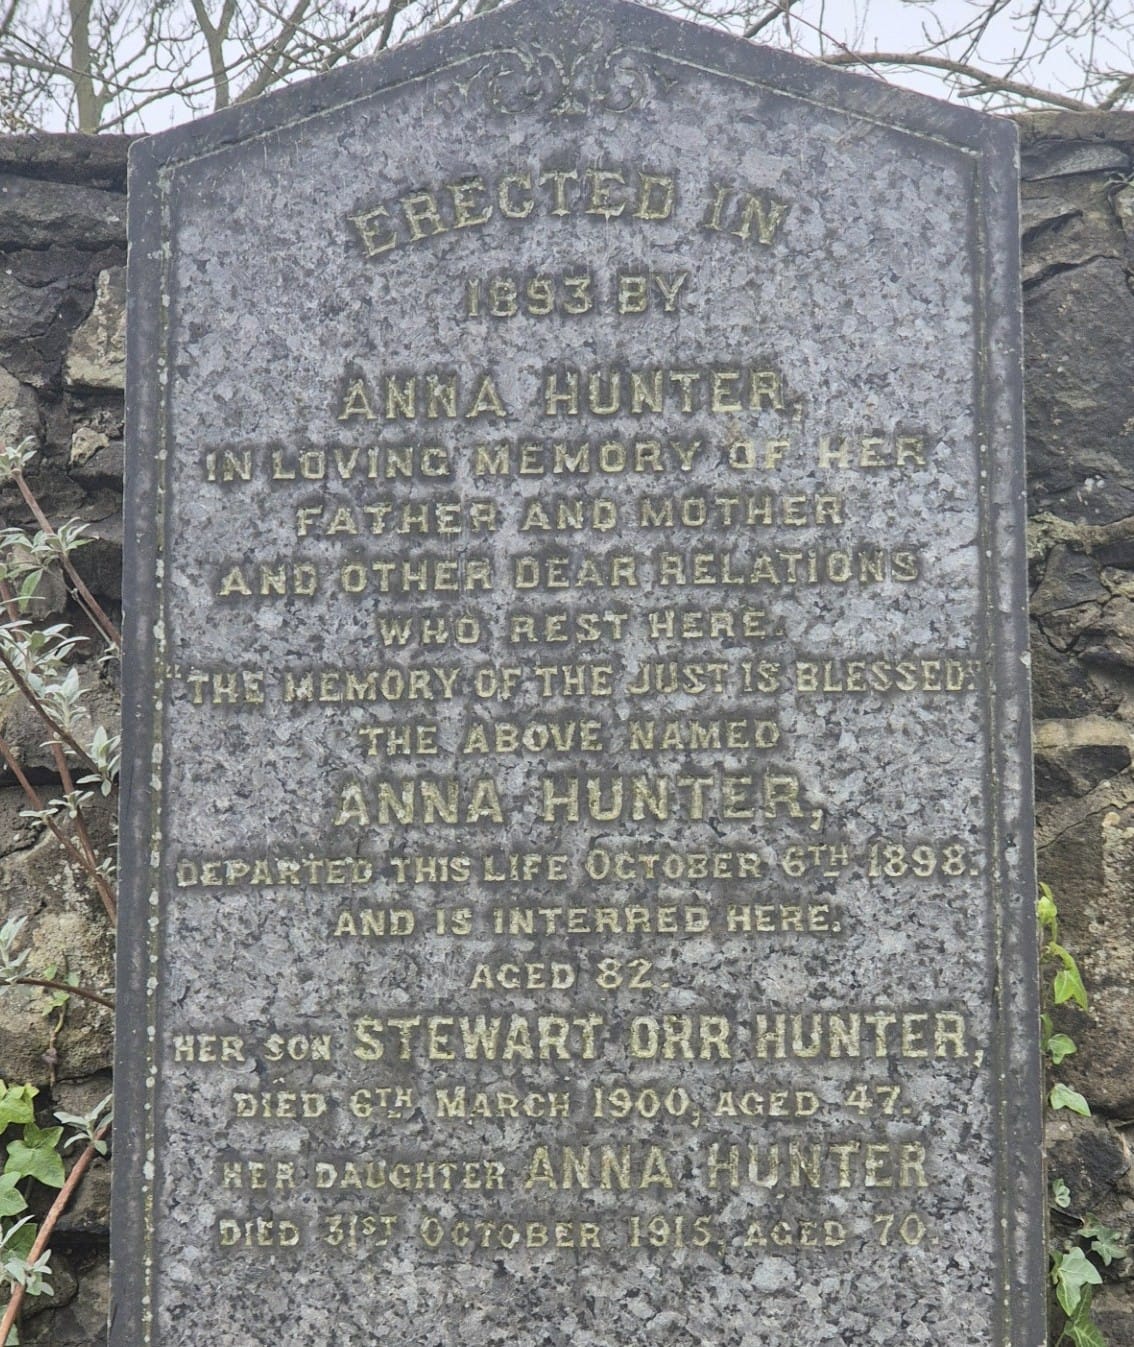 ERECTED IN
1893 BY
ANNA HUNTER,
IN LOVING MEMORY OF HER
FATHER AND MOTHER
AND OTHER DEAR RELATIONS
WHO REST HERE.
"THE MEMORY OF THE JUST IS BLESSED"
THE ABOVE NAMED
ANNA HUNTER,
DEPARTED THIS LIFE OCTOBER 6TH 1898.
AND IS INTERRED HERE.
AGED 82.
HER SON STEWART ORR HUNTER,
DIED 6TH MARCH 1900, AGED 47.
HER DAUGHTER ANNA HUNTER
DIED 31ST OCTOBER 1915, AGED 70.